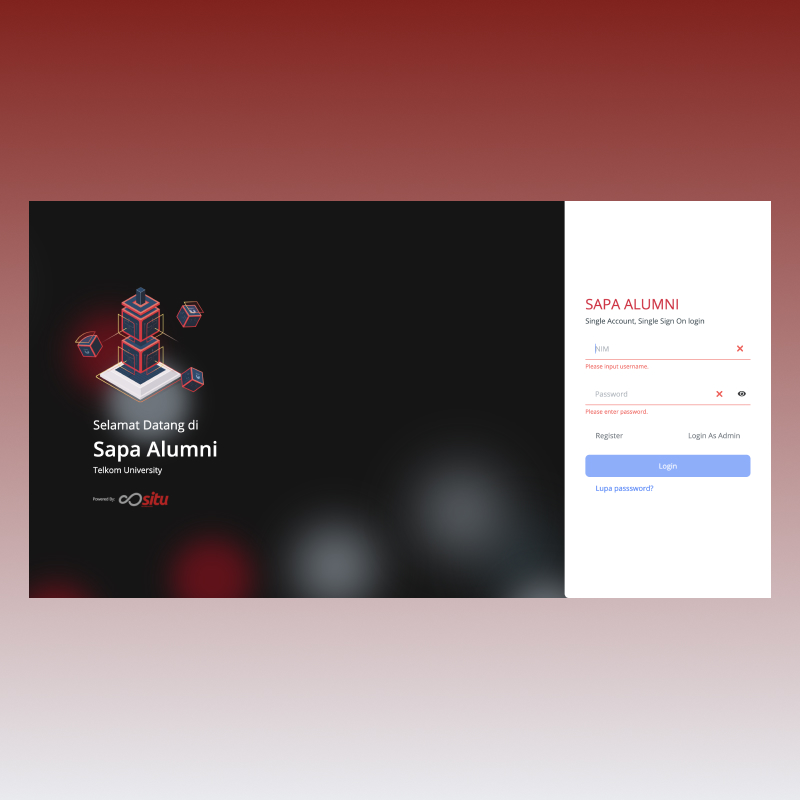 Selamat Datang di
Sapa Alumni
Telkom University
Powered By
situ
SAPA ALUMNI
Single Account, Single Sign On login
NIM
Please input username.
Password
Please enter password.
Register
Login As Admin
Login
Lupa passsword?